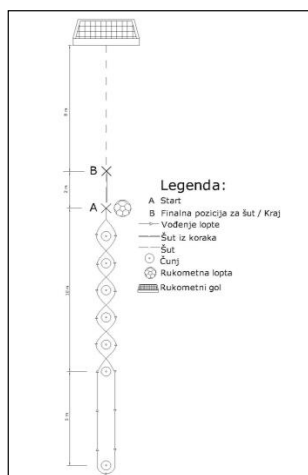 B
A
Legenda:
A Start
B Finalna pozicija za šut / Kraj
Vođenje lopte
Šut iz koraka
Šut
Čunj
Rukometna lopta
Rukometni gol